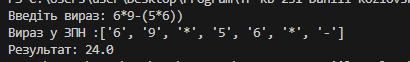 Введіть вираз: 6*9-(5*6))
Вираз у ЗПН :['6', '9', '*', '5', '6', '*', '-']
Результат: 24.0